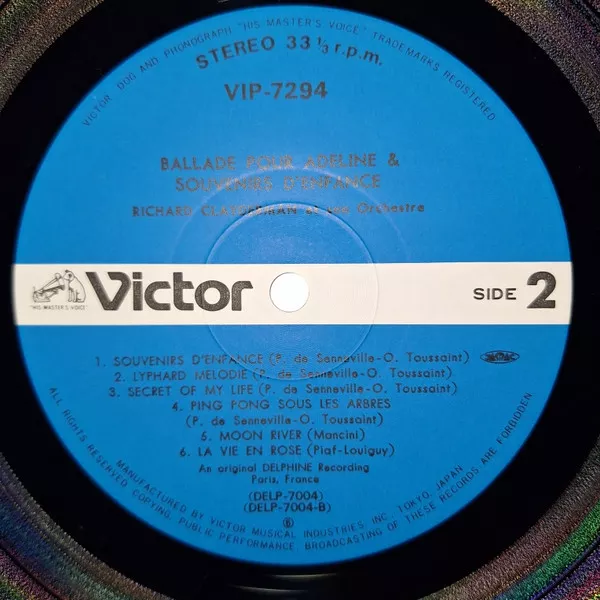 VICTOR DOG AND PHONOGRAPH "HIS MASTER'S VOICE" TRADEMARKS REGISTERED
STEREO 33 1/3 r.p.m.
VIP-7294
BALLADE POUR ADELINE &
SOUVENIRS D'ENFANCE
RICHARD CLAYDERMAN et son Orchestre
"HIS MASTER'S VOICE"
Victor
SIDE 2
1. SOUVENIRS D'ENFANCE (P. de Senneville-O. Toussaint)
2. LYPHARD MELODIE (P. de Senneville-O. Toussaint)
3. SECRET OF MY LIFE (P. de Senneville-O. Toussaint)
4. PING PONG SOUS LES ARBRES
(P. de Senneville-O. Toussaint)
5. MOON RIVER (Mancini)
6. LA VIE EN ROSE (Piaf-Louiguy)
An original DELPHINE Recording
Paris, France
(DELP-7004)
(DELP-7004-B)
ALL RIGHTS RESERVED COPYING, PUBLIC PERFORMANCE, BROADCASTING OF THESE RECORDS ARE FORBIDDEN
MANUFACTURED BY VICTOR MUSICAL INDUSTRIES INC. TOKYO, JAPAN